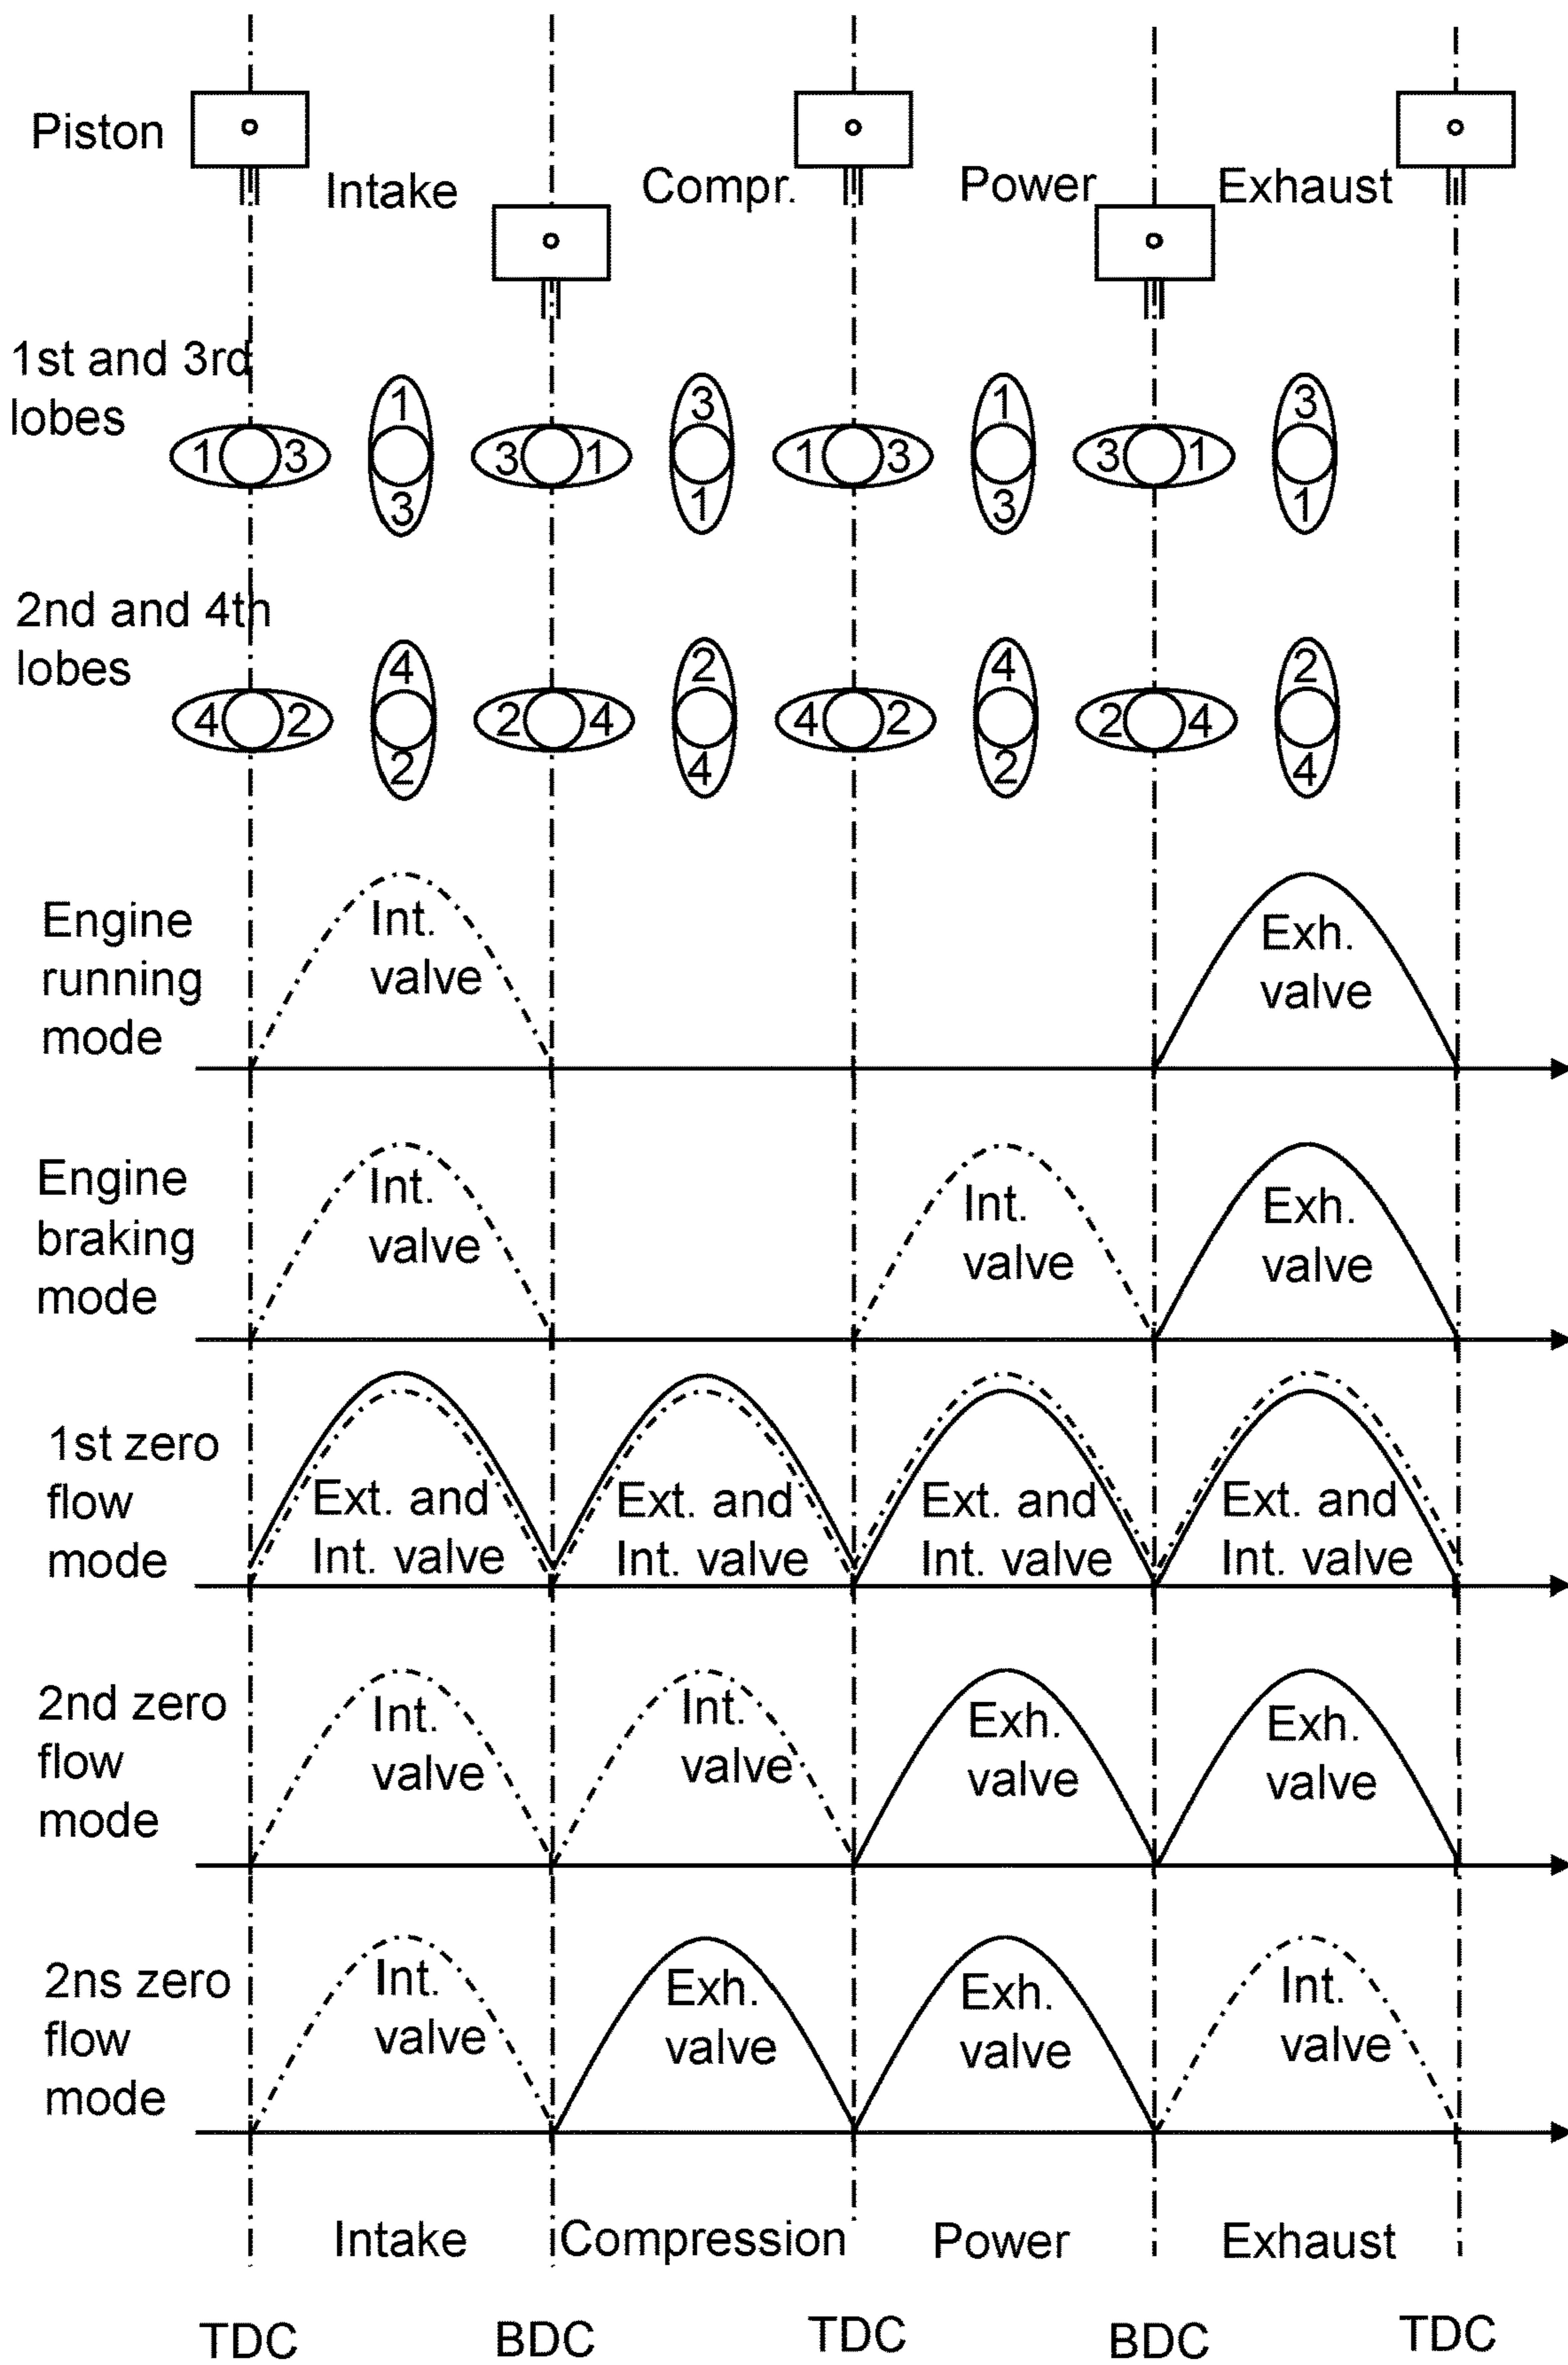 Piston
Intake
Compr.
Power
Exhaust
1st and 3rd
lobes
1 3
1
3
3 1
3
1
1 3
1
3
3 1
3
1
2nd and 4th
lobes
4 2
4
2
2 4
2
4
4 2
4
2
2 4
2
4
Engine
running
mode
Int.
valve
Exh.
valve
Engine
braking
mode
Int.
valve
Int.
valve
Exh.
valve
1st zero
flow
mode
Ext. and
Int. valve
Ext. and
Int. valve
Ext. and
Int. valve
Ext. and
Int. valve
2nd zero
flow
mode
Int.
valve
Int.
valve
Exh.
valve
Exh.
valve
2ns zero
flow
mode
Int.
valve
Exh.
valve
Exh.
valve
Int.
valve
Intake
Compression
Power
Exhaust
TDC
BDC
TDC
BDC
TDC